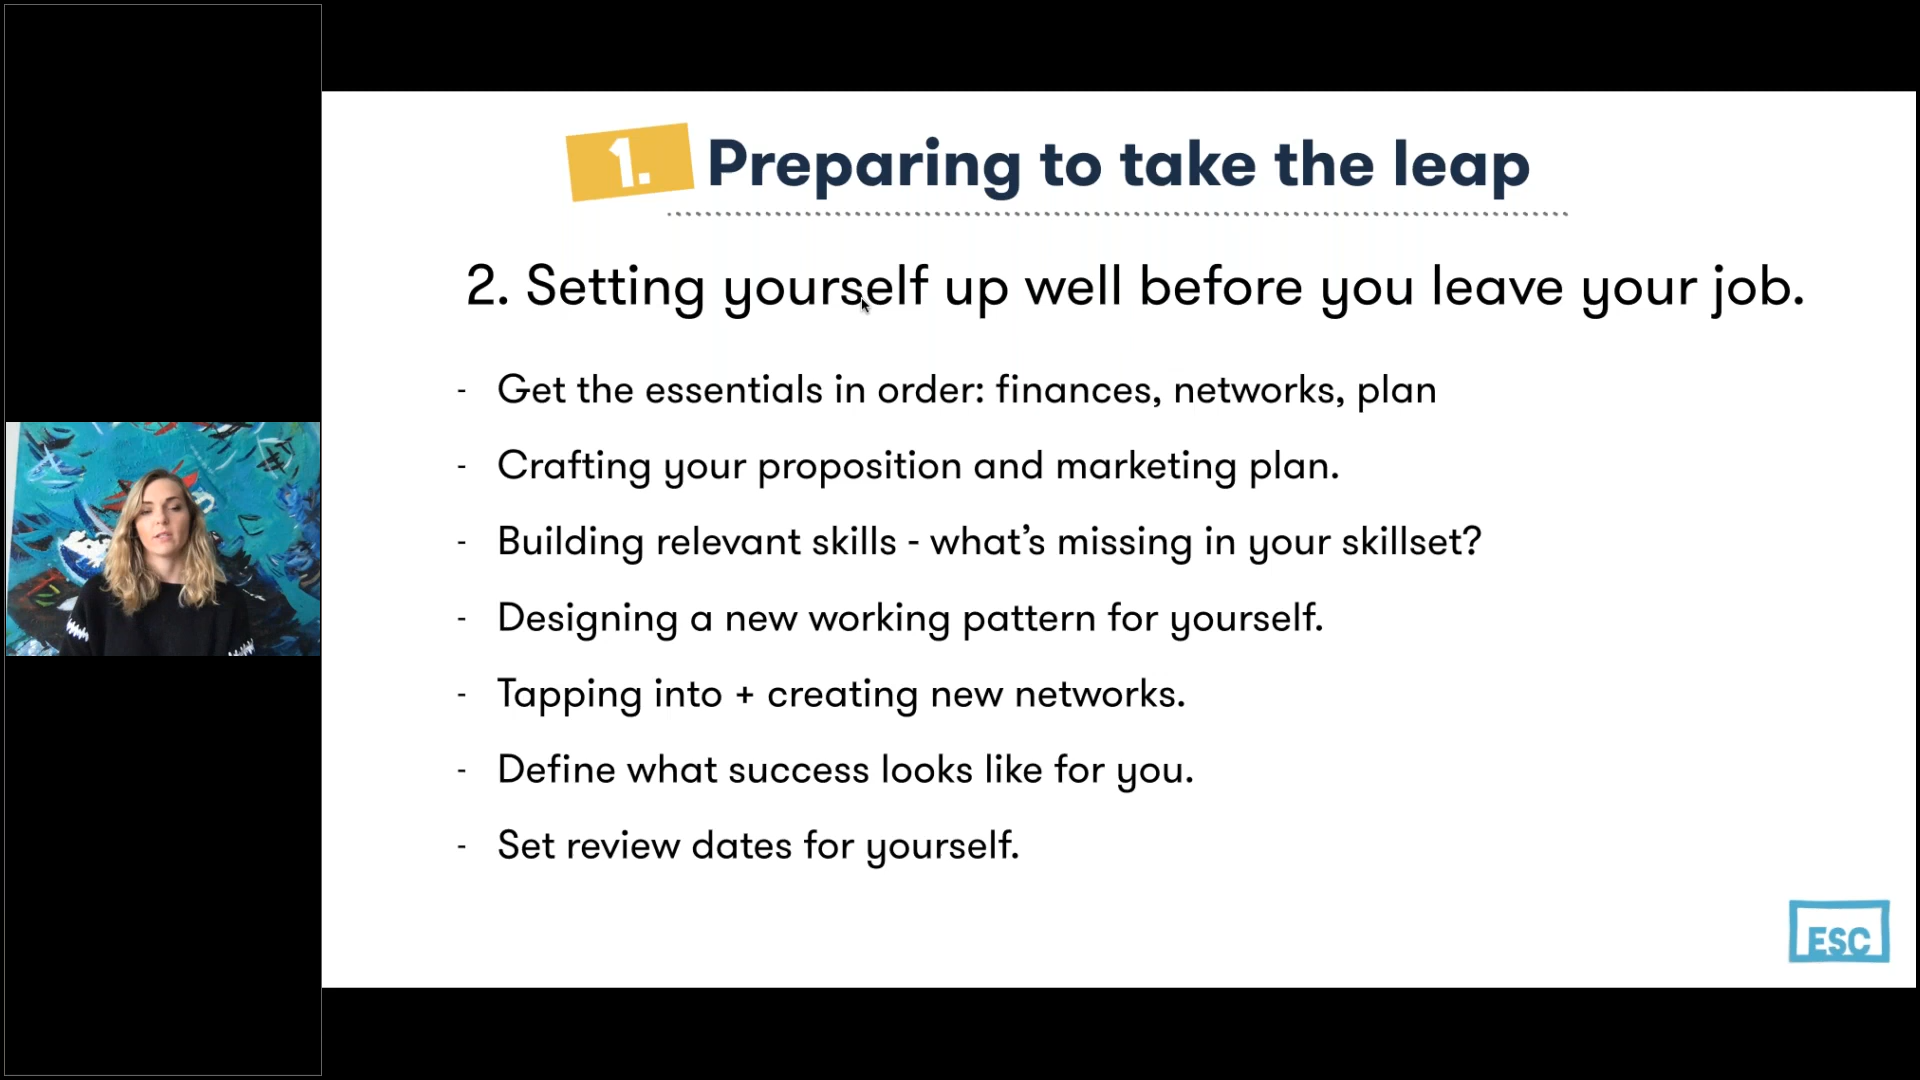 1. Preparing to take the leap
2. Setting yourself up well before you leave your job.
- Get the essentials in order: finances, networks, plan
- Crafting your proposition and marketing plan.
- Building relevant skills - what’s missing in your skillset?
- Designing a new working pattern for yourself.
- Tapping into + creating new networks.
- Define what success looks like for you.
- Set review dates for yourself.
ESC